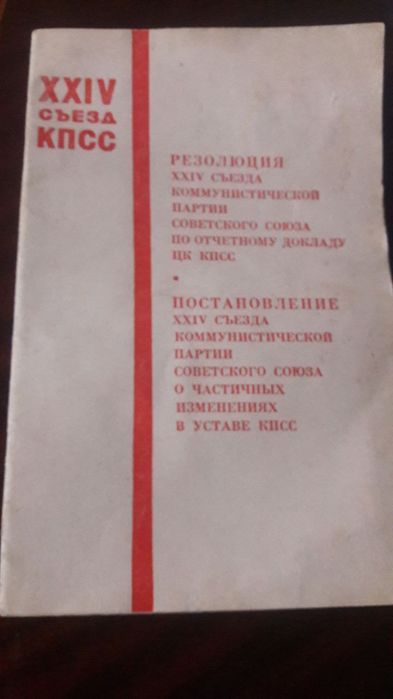 XXIV
СЪЕЗД
КПСС
РЕЗОЛЮЦИЯ
XXIV СЪЕЗДА
КОММУНИСТИЧЕСКОЙ
ПАРТИИ
СОВЕТСКОГО СОЮЗА
ПО ОТЧЕТНОМУ ДОКЛАДУ
ЦК КПСС
•
ПОСТАНОВЛЕНИЕ
XXIV СЪЕЗДА
КОММУНИСТИЧЕСКОЙ
ПАРТИИ
СОВЕТСКОГО СОЮЗА
О ЧАСТИЧНЫХ
ИЗМЕНЕНИЯХ
В УСТАВЕ КПСС